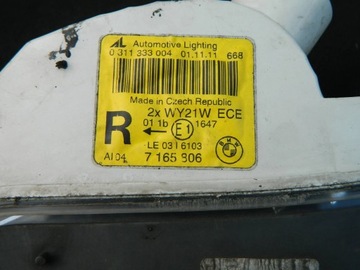 AL Automotive Lighting
0 311 333 004 01.11.11 668
Made in Czech Republic
2x WY21W ECE
01 1b E1 1647
R
LE 03 I 6103
BMW
AI 04 7 165 306